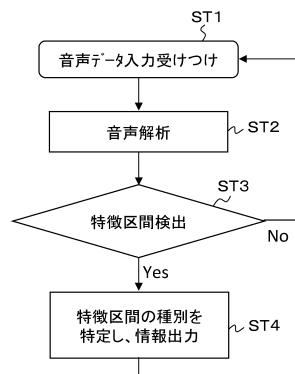 ST1
音声ﾃﾞｰﾀ入力受けつけ
音声解析
ST2
ST3
特徴区間検出
No
Yes
特徴区間の種別を
特定し、情報出力
ST4